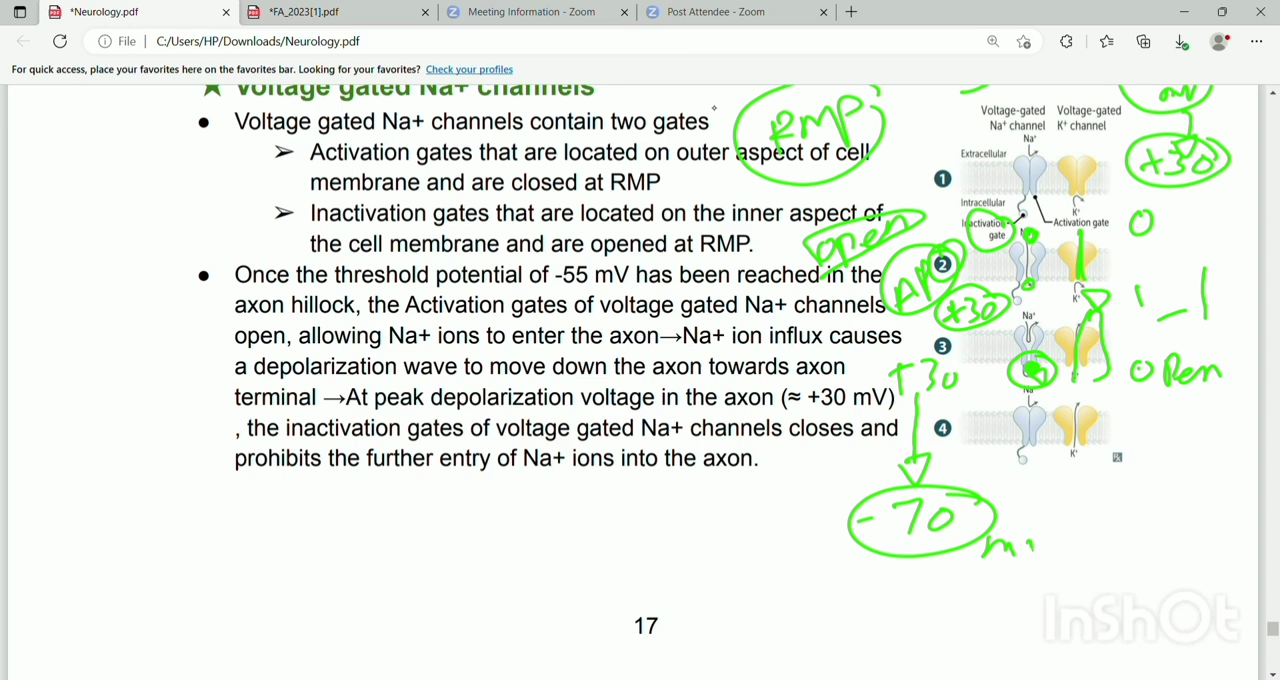 *Neurology.pdf
*FA_2023[1].pdf
Meeting Information - Zoom
Post Attendee - Zoom
File
C:/Users/HP/Downloads/Neurology.pdf
For quick access, place your favorites here on the favorites bar. Looking for your favorites? Check your profiles
★ Voltage gated Na+ channels
● Voltage gated Na+ channels contain two gates
➢ Activation gates that are located on outer aspect of cell
membrane and are closed at RMP
➢ Inactivation gates that are located on the inner aspect of
the cell membrane and are opened at RMP.
● Once the threshold potential of -55 mV has been reached in the
axon hillock, the Activation gates of voltage gated Na+ channels
open, allowing Na+ ions to enter the axon→Na+ ion influx causes
a depolarization wave to move down the axon towards axon
terminal →At peak depolarization voltage in the axon (≈ +30 mV)
, the inactivation gates of voltage gated Na+ channels closes and
prohibits the further entry of Na+ ions into the axon.
17
RMP
open
AP
+30
+30
-70
Voltage-gated Voltage-gated
Na⁺ channel K⁺ channel
Na⁺
Extracellular
1
+30
Intracellular
K⁺
Inactivation
gate
Activation gate
0
2
K⁺
Na⁺
3
open
Na⁺
4
K⁺
InShOt